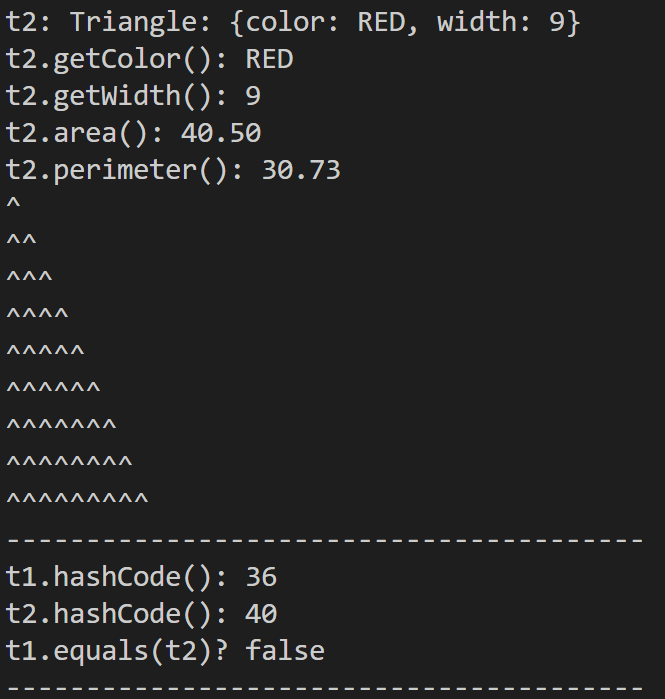 t2: Triangle: {color: RED, width: 9}
t2.getColor(): RED
t2.getWidth(): 9
t2.area(): 40.50
t2.perimeter(): 30.73
^
^^
^^^
^^^^
^^^^^
^^^^^^
^^^^^^^
^^^^^^^^
^^^^^^^^^
----------------------------------------
t1.hashCode(): 36
t2.hashCode(): 40
t1.equals(t2)? false
----------------------------------------